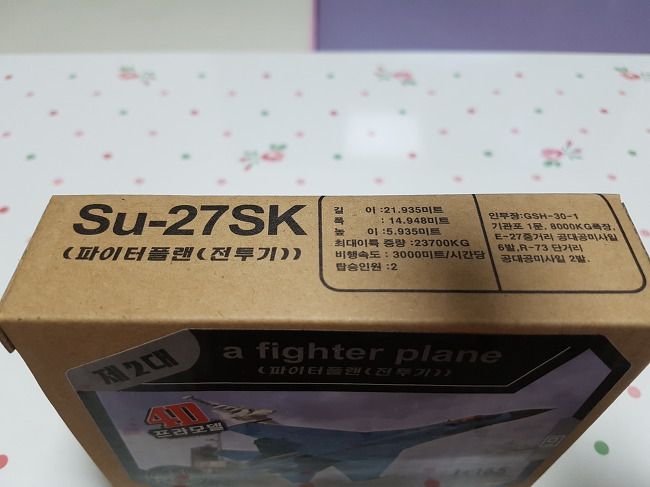 Su-27SK
(파이터플랜(전투기))
길 이 :21.935미트
폭 :14.948미트
높 이 :5.935미트
최대이륙 중량 :23700KG
비행속도 : 3000미트/시간당
탑승인원 :2
인무장:GSH-30-1
기관포 1문, 8000KG폭장,
E-27중거리 공대공미사일
6발,R-73 단거리
공대공미사일 2발.
제2대
a fighter plane
(파이터플랜(전투기))
4D
프라모델
1:165